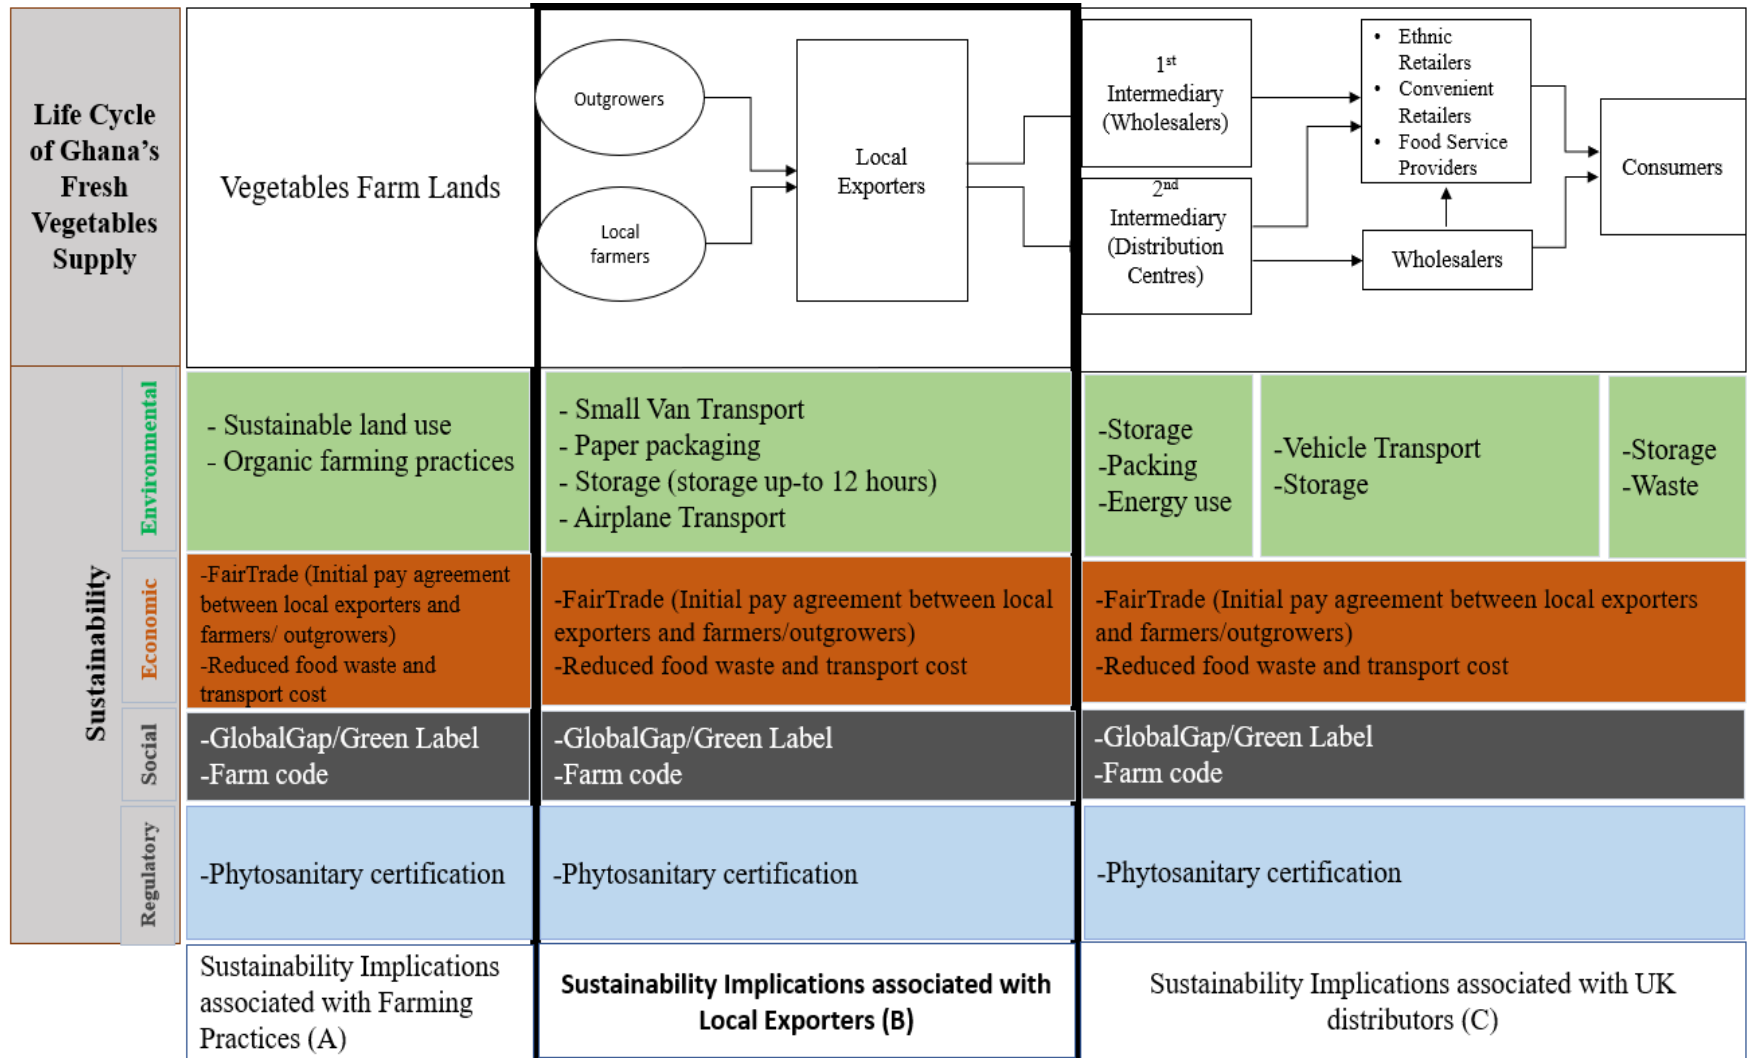 Life Cycle
of Ghana’s
Fresh
Vegetables
Supply
Vegetables Farm Lands
Outgrowers
Local
farmers
Local
Exporters
1st
Intermediary
(Wholesalers)
2nd
Intermediary
(Distribution
Centres)
• Ethnic
Retailers
• Convenient
Retailers
• Food Service
Providers
Wholesalers
Consumers
Sustainability
Environmental
- Sustainable land use
- Organic farming practices
- Small Van Transport
- Paper packaging
- Storage (storage up-to 12 hours)
- Airplane Transport
-Storage
-Packing
-Energy use
-Vehicle Transport
-Storage
-Storage
-Waste
Economic
-FairTrade (Initial pay agreement
between local exporters and
farmers/ outgrowers)
-Reduced food waste and
transport cost
-FairTrade (Initial pay agreement between local
exporters and farmers/outgrowers)
-Reduced food waste and transport cost
-FairTrade (Initial pay agreement between local exporters
and farmers/outgrowers)
-Reduced food waste and transport cost
Social
-GlobalGap/Green Label
-Farm code
-GlobalGap/Green Label
-Farm code
-GlobalGap/Green Label
-Farm code
Regulatory
-Phytosanitary certification
-Phytosanitary certification
-Phytosanitary certification
Sustainability Implications
associated with Farming
Practices (A)
Sustainability Implications associated with
Local Exporters (B)
Sustainability Implications associated with UK
distributors (C)